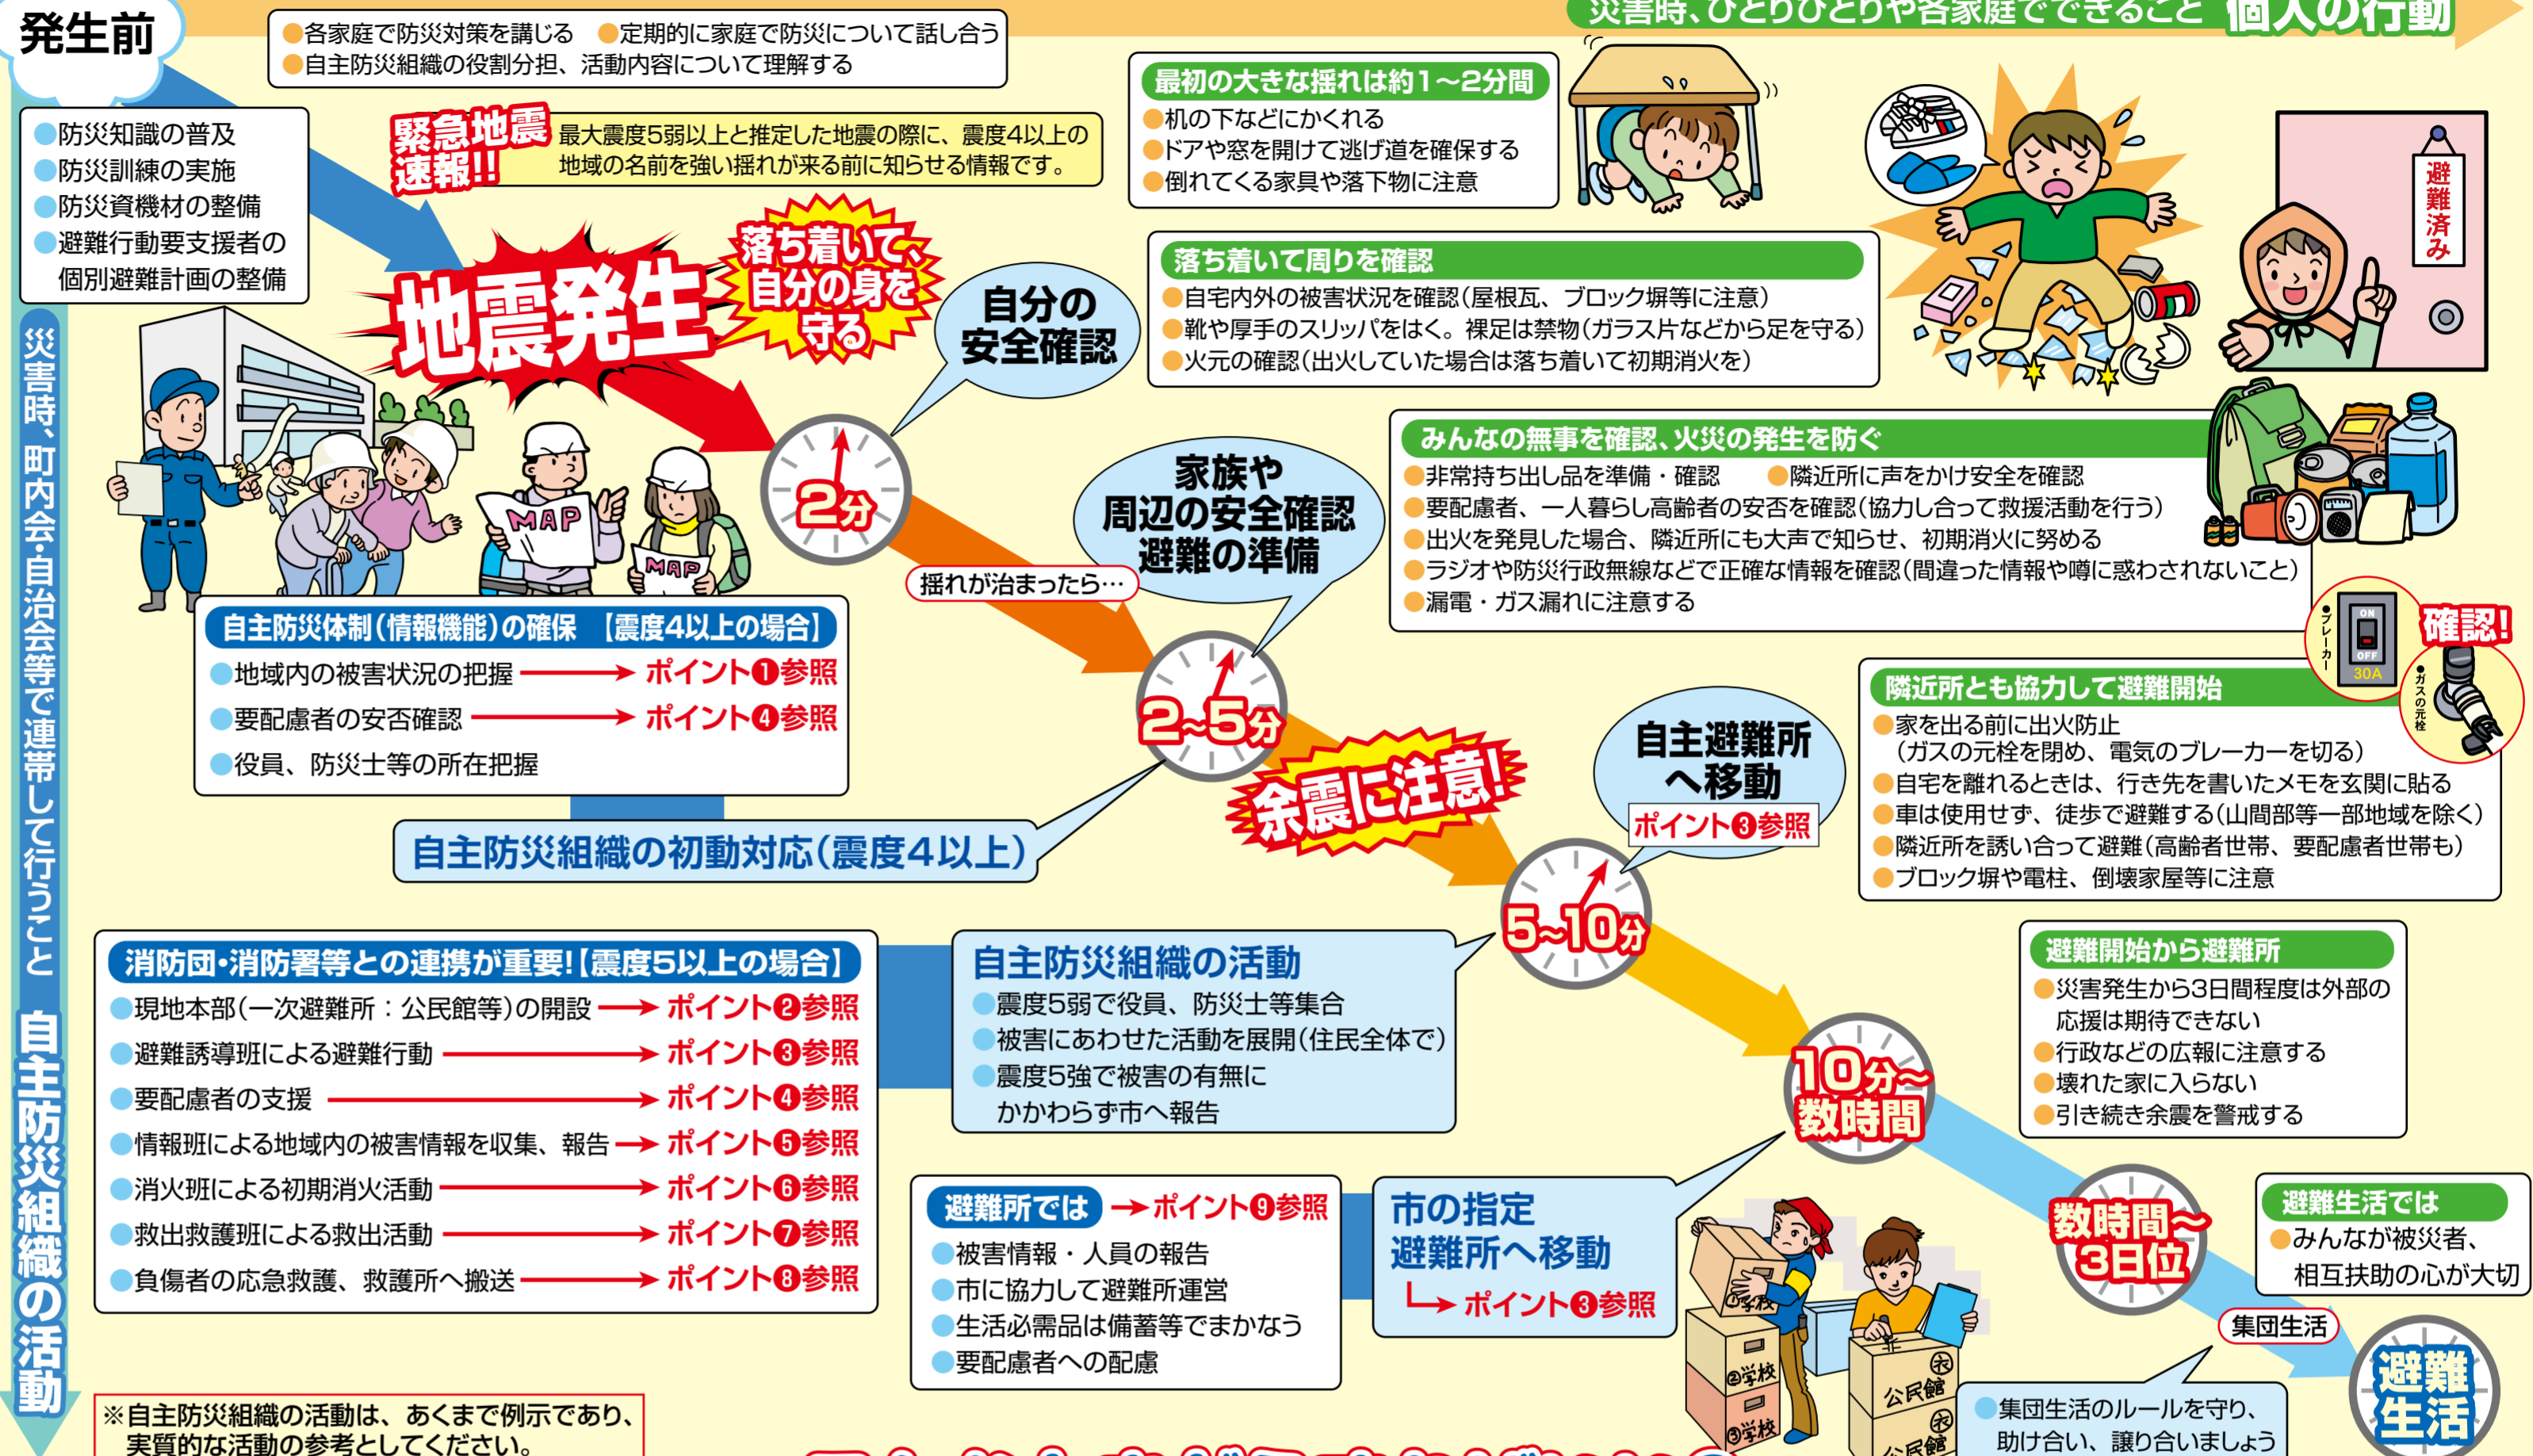 発生前
●各家庭で防災対策を講じる ●定期的に家庭で防災について話し合う
●自主防災組織の役割分担、活動内容について理解する
災害時、ひとりひとりや各家庭でできること 個人の行動
●防災知識の普及
●防災訓練の実施
●防災資機材の整備
●避難行動要支援者の
個別避難計画の整備
緊急地震
速報!!
最大震度5弱以上と推定した地震の際に、震度4以上の
地域の名前を強い揺れが来る前に知らせる情報です。
地震発生
落ち着いて、
自分の身を
守る
自分の
安全確認
最初の大きな揺れは約1～2分間
●机の下などにかくれる
●ドアや窓を開けて逃げ道を確保する
●倒れてくる家具や落下物に注意
避難済み
落ち着いて周りを確認
●自宅内外の被害状況を確認(屋根瓦、ブロック塀等に注意)
●靴や厚手のスリッパをはく。裸足は禁物(ガラス片などから足を守る)
●火元の確認(出火していた場合は落ち着いて初期消火を)
2分
MAP
MAP
揺れが治まったら…
家族や
周辺の安全確認
避難の準備
みんなの無事を確認、火災の発生を防ぐ
●非常持ち出し品を準備・確認 ●隣近所に声をかけ安全を確認
●要配慮者、一人暮らし高齢者の安否を確認(協力し合って救援活動を行う)
●出火を発見した場合、隣近所にも大声で知らせ、初期消火に努める
●ラジオや防災行政無線などで正確な情報を確認(間違った情報や噂に惑わされないこと)
●漏電・ガス漏れに注意する
●ブレーカー
ON
OFF
30A
確認!
●ガスの元栓
災害時、町内会・自治会等で連帯して行うこと 自主防災組織の活動
自主防災体制(情報機能)の確保 【震度4以上の場合】
●地域内の被害状況の把握 → ポイント❶参照
●要配慮者の安否確認 → ポイント❹参照
●役員、防災士等の所在把握
自主防災組織の初動対応(震度4以上)
2～5分
余震に注意!
自主避難所
へ移動
ポイント❸参照
隣近所とも協力して避難開始
●家を出る前に出火防止
(ガスの元栓を閉め、電気のブレーカーを切る)
●自宅を離れるときは、行き先を書いたメモを玄関に貼る
●車は使用せず、徒歩で避難する(山間部等一部地域を除く)
●隣近所を誘い合って避難(高齢者世帯、要配慮者世帯も)
●ブロック塀や電柱、倒壊家屋等に注意
5～10分
消防団・消防署等との連携が重要!【震度5以上の場合】
●現地本部(一次避難所：公民館等)の開設 → ポイント❷参照
●避難誘導班による避難行動 → ポイント❸参照
●要配慮者の支援 → ポイント❹参照
●情報班による地域内の被害情報を収集、報告 → ポイント❺参照
●消火班による初期消火活動 → ポイント❻参照
●救出救護班による救出活動 → ポイント❼参照
●負傷者の応急救護、救護所へ搬送 → ポイント❽参照
自主防災組織の活動
●震度5弱で役員、防災士等集合
●被害にあわせた活動を展開(住民全体で)
●震度5強で被害の有無に
かかわらず市へ報告
10分～
数時間
避難開始から避難所
●災害発生から3日間程度は外部の
応援は期待できない
●行政などの広報に注意する
●壊れた家に入らない
●引き続き余震を警戒する
避難所では → ポイント❾参照
●被害情報・人員の報告
●市に協力して避難所運営
●生活必需品は備蓄等でまかなう
●要配慮者への配慮
市の指定
避難所へ移動
→ ポイント❸参照
①学校
②学校
③学校
衣
公民館
衣
公民館
数時間～
3日位
避難生活では
●みんなが被災者、
相互扶助の心が大切
集団生活
避難
生活
●集団生活のルールを守り、
助け合い、譲り合いましょう
※自主防災組織の活動は、あくまで例示であり、
実質的な活動の参考としてください。